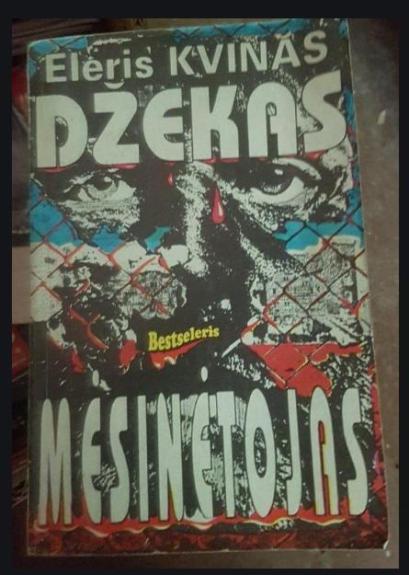 Eleris KVINAS
DŽEKAS
Bestseleris
MĖSINĖTOJAS